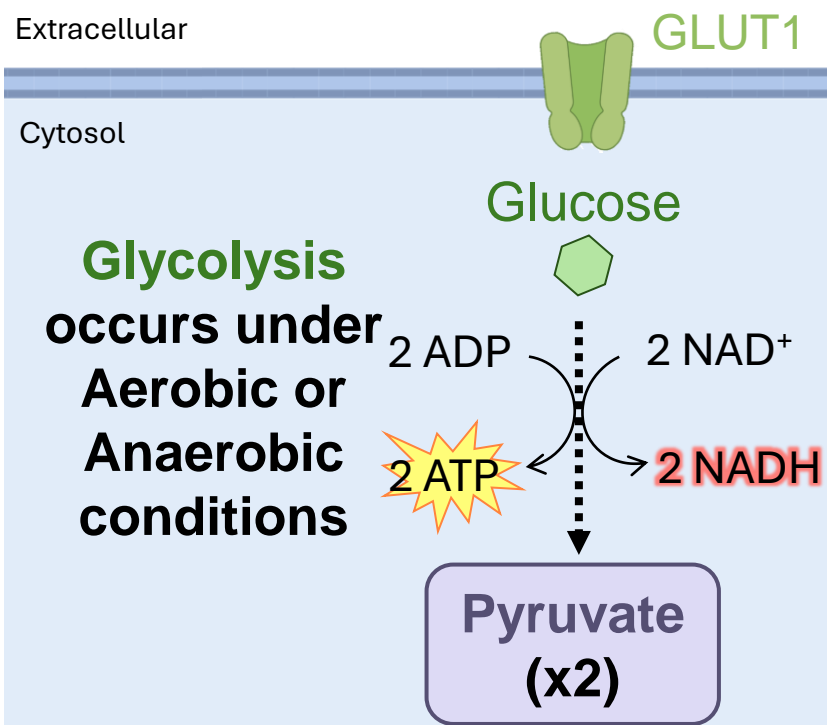 Extracellular
GLUT1
Cytosol
Glucose
Glycolysis
occurs under
Aerobic or
Anaerobic
conditions
2 ADP
2 NAD⁺
2 ATP
2 NADH
Pyruvate
(x2)